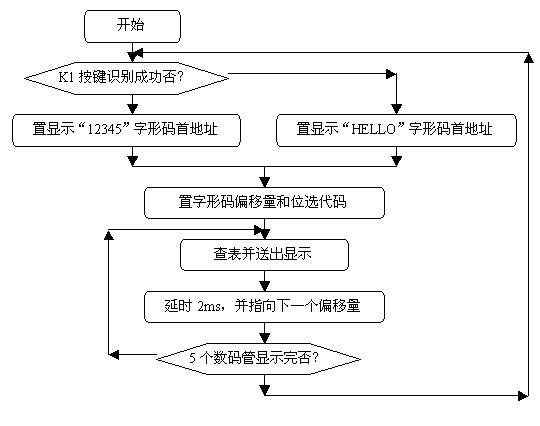 开始
K1 按键识别成功否？
置显示“12345”字形码首地址
置显示“HELLO”字形码首地址
置字形码偏移量和位选代码
查表并送出显示
延时 2ms，并指向下一个偏移量
5 个数码管显示完否？